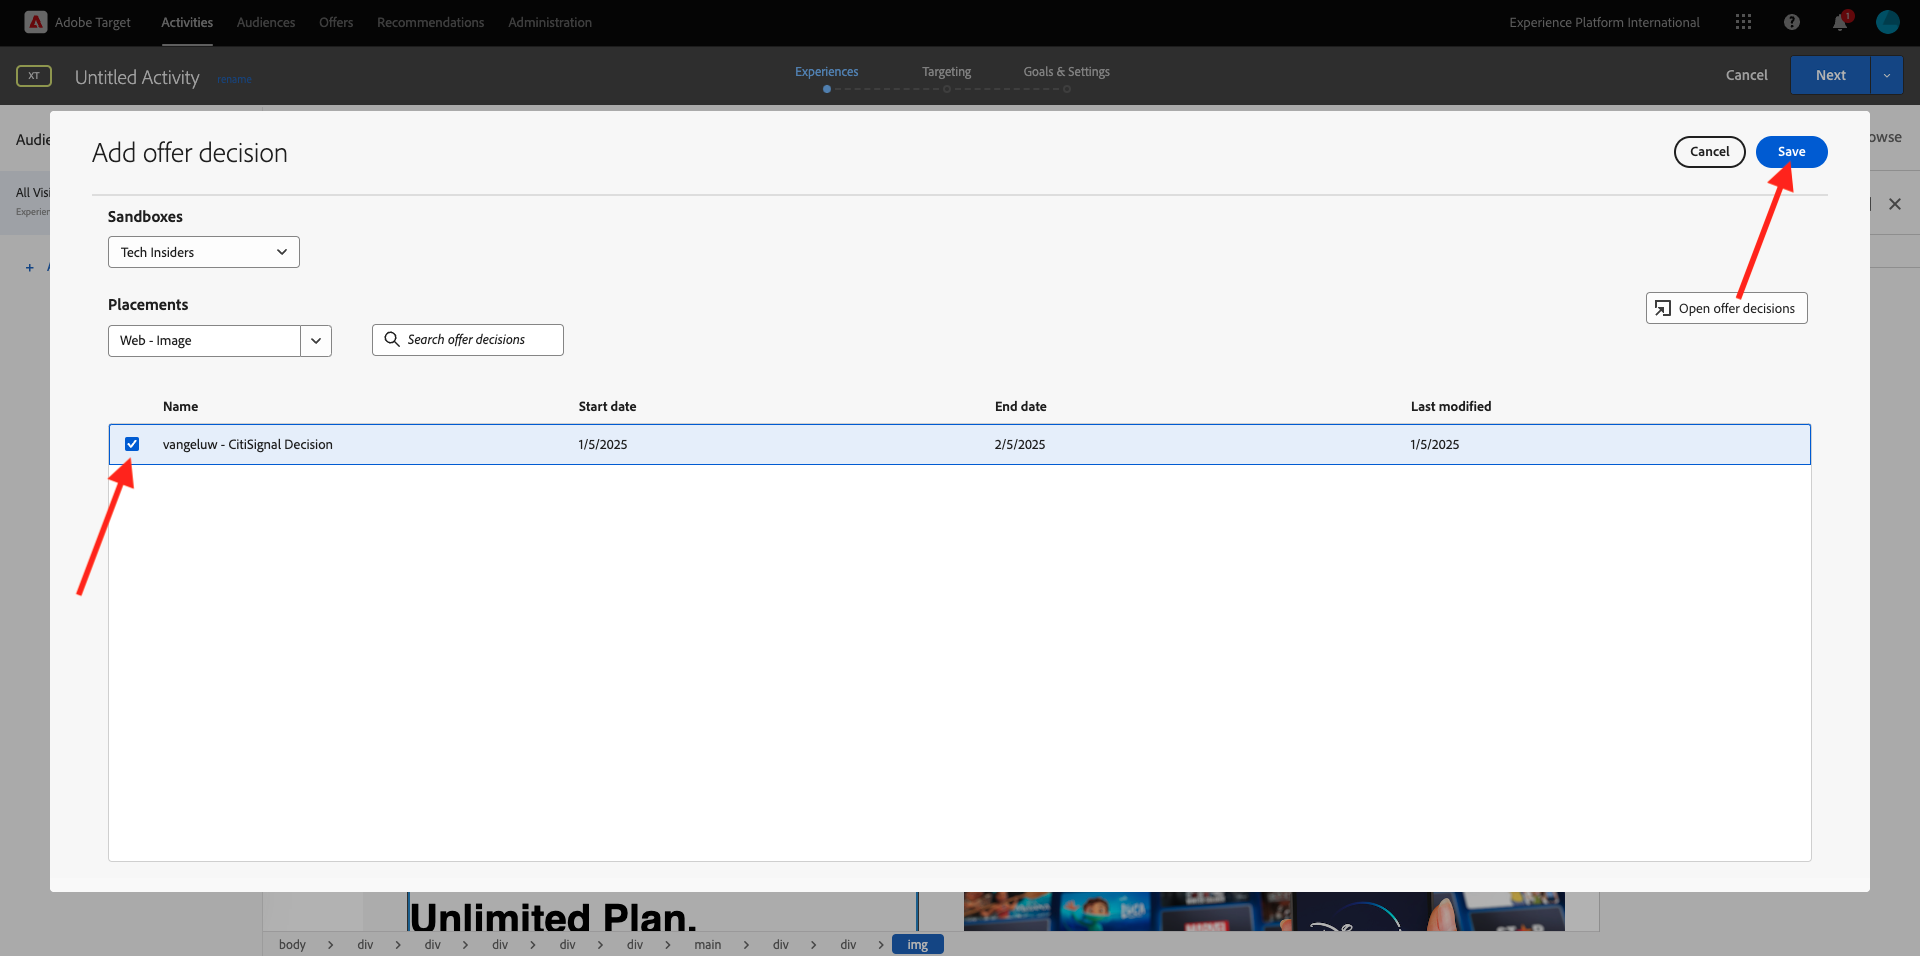 Adobe Target
Activities
Audiences
Offers
Recommendations
Administration
Experience Platform International
1
XT
Untitled Activity
rename
Experiences
Targeting
Goals & Settings
Cancel
Next
Audie
owse
All Visi
Experien
+
Add offer decision
Cancel
Save
Sandboxes
Tech Insiders
Placements
Web - Image
Search offer decisions
Open offer decisions
Name
Start date
End date
Last modified
vangeluw - CitiSignal Decision
1/5/2025
2/5/2025
1/5/2025
Unlimited Plan.
body > div > div > div > div > div > main > div > div > img